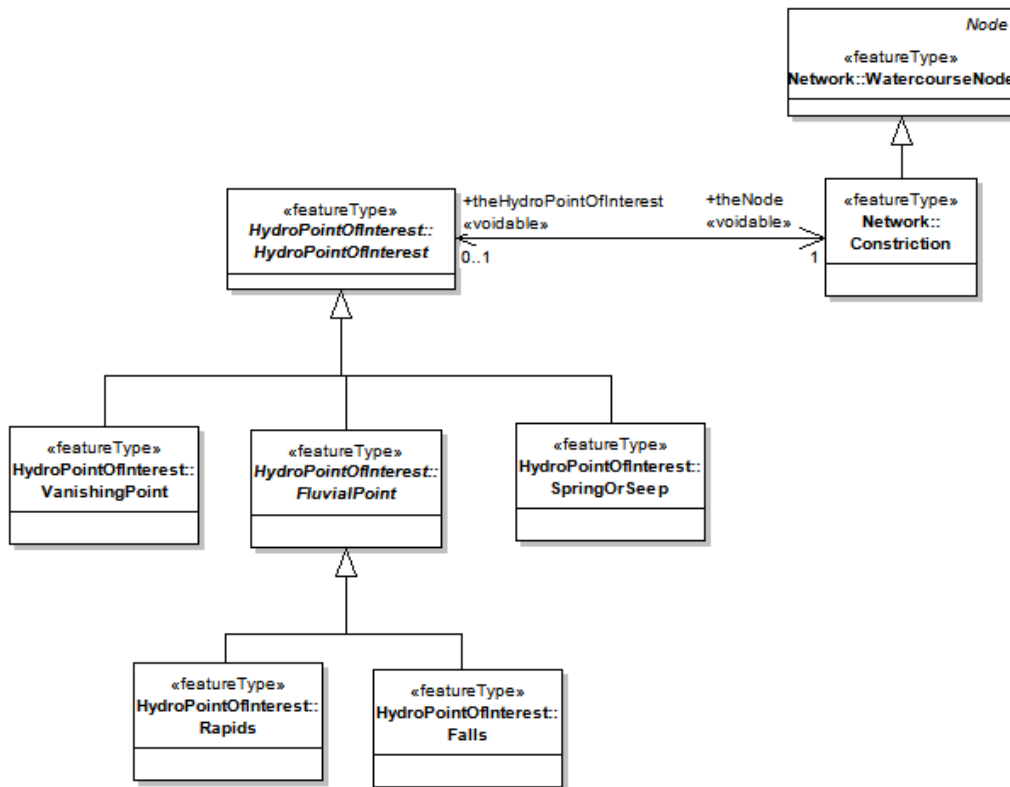 Node
«featureType»
Network::WatercourseNode
«featureType»
HydroPointOfInterest::
HydroPointOfInterest
+theHydroPointOfInterest
«voidable»
0..1
+theNode
«voidable»
1
«featureType»
Network::
Constriction
«featureType»
HydroPointOfInterest::
VanishingPoint
«featureType»
HydroPointOfInterest::
FluvialPoint
«featureType»
HydroPointOfInterest::
SpringOrSeep
«featureType»
HydroPointOfInterest::
Rapids
«featureType»
HydroPointOfInterest::
Falls